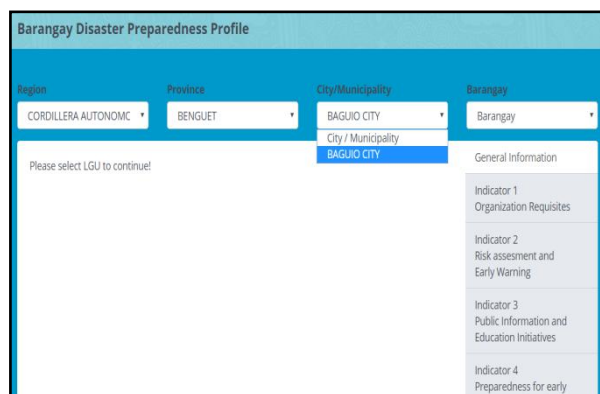 Barangay Disaster Preparedness Profile
Region Province City/Municipality Barangay
CORDILLERA AUTONOMC BENGUET BAGUIO CITY Barangay
City / Municipality
BAGUIO CITY
Please select LGU to continue!
General Information
Indicator 1
Organization Requisites
Indicator 2
Risk assesment and
Early Warning
Indicator 3
Public Information and
Education Initiatives
Indicator 4
Preparedness for early